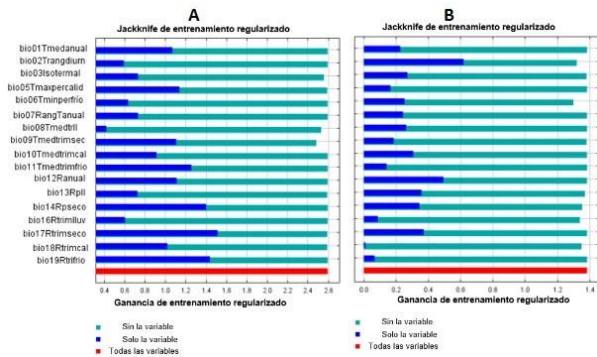 A
B
Jackknife de entrenamiento regularizado
Jackknife de entrenamiento regularizado
bio01Tmedanual
bio02Trangdiurn
bio03Isotermal
bio05Tmaxpercalid
bio06Tminperfrío
bio07RangTanual
bio08Tmedtrll
bio09Tmedtrimsec
bio10Tmedtrimcal
bio11Tmedtrimfrio
bio12Ranual
bio13Rpll
bio14Rpseco
bio16Rtrimlluv
bio17Rtrimseco
bio18Rtrimcal
bio19Rtrifrio
0.4 0.6 0.8 1.0 1.2 1.4 1.6 1.8 2.0 2.2 2.4 2.6 2.8
0.0 0.2 0.4 0.6 0.8 1.0 1.2 1.4
Ganancia de entrenamiento regularizado
Ganancia de entrenamiento regularizado
Sin la variable
Solo la variable
Todas las variables
Sin la variable
Solo la variable
Todas las variables